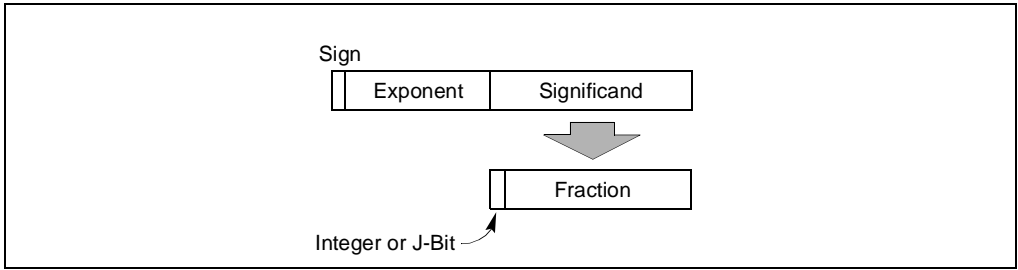 Sign
Exponent Significand
Fraction
Integer or J-Bit